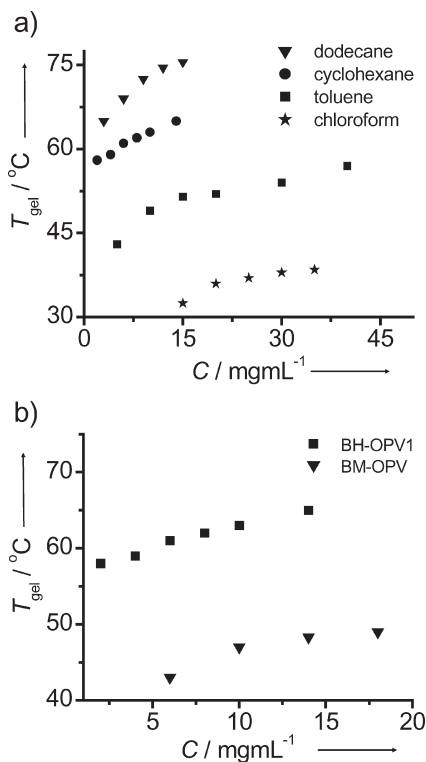 a)
75
60
45
30
T gel / °C
dodecane
cyclohexane
toluene
chloroform
0 15 30 45
C / mgmL⁻¹
b)
70
60
50
40
T gel / °C
BH-OPV1
BM-OPV
5 10 15 20
C / mgmL⁻¹